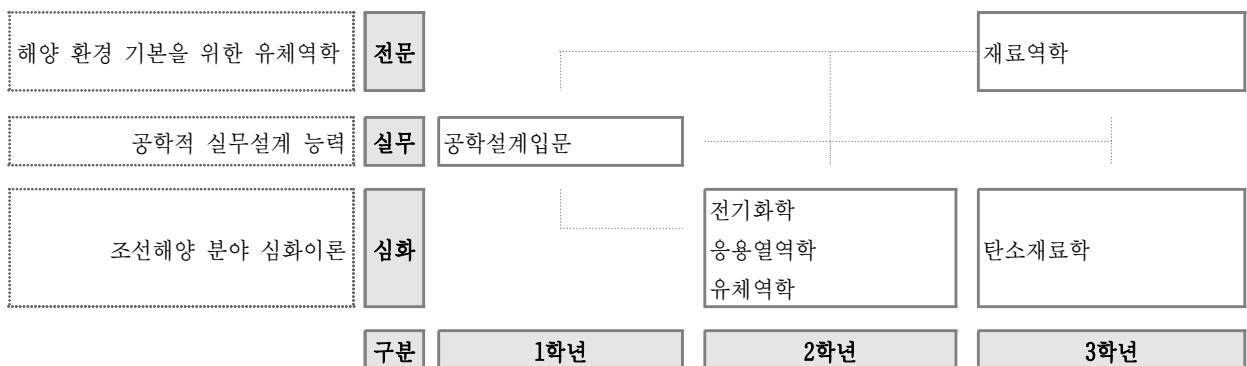 해양 환경 기본을 위한 유체역학 전문 재료역학
공학적 실무설계 능력 실무 공학설계입문
조선해양 분야 심화이론 심화
전기화학
응용열역학
유체역학
탄소재료학
구분 1학년 2학년 3학년